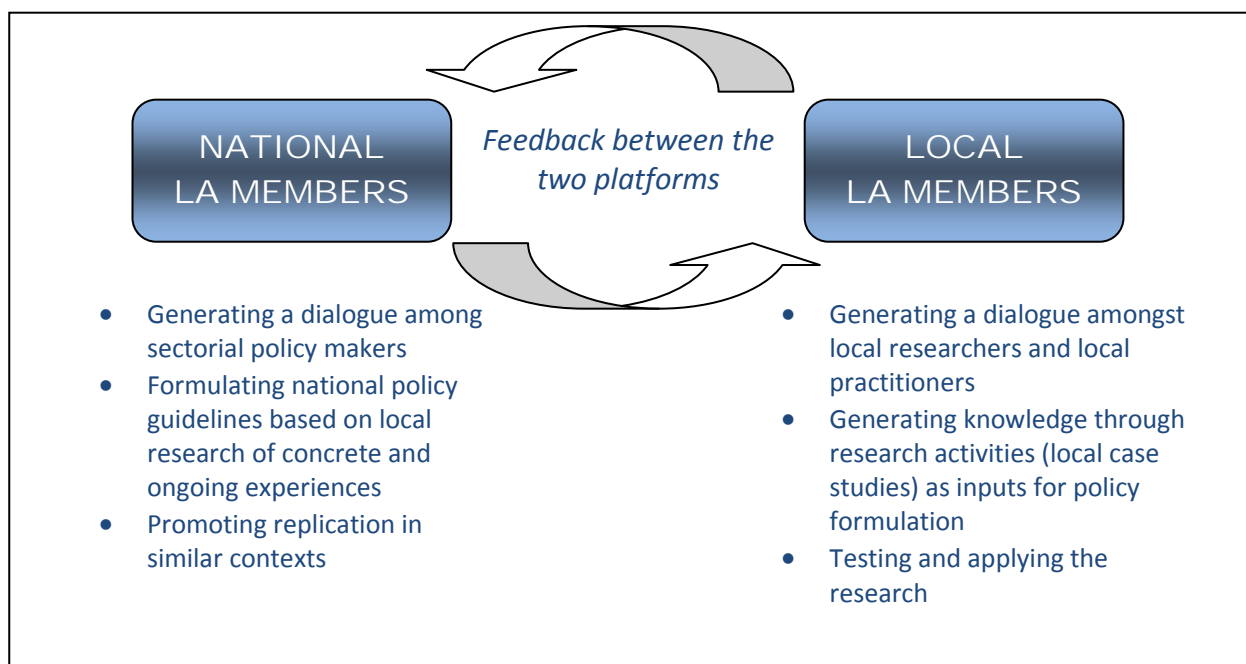 NATIONAL
LA MEMBERS
Feedback between the
two platforms
LOCAL
LA MEMBERS
• Generating a dialogue among
sectorial policy makers
• Formulating national policy
guidelines based on local
research of concrete and
ongoing experiences
• Promoting replication in
similar contexts
• Generating a dialogue amongst
local researchers and local
practitioners
• Generating knowledge through
research activities (local case
studies) as inputs for policy
formulation
• Testing and applying the
research